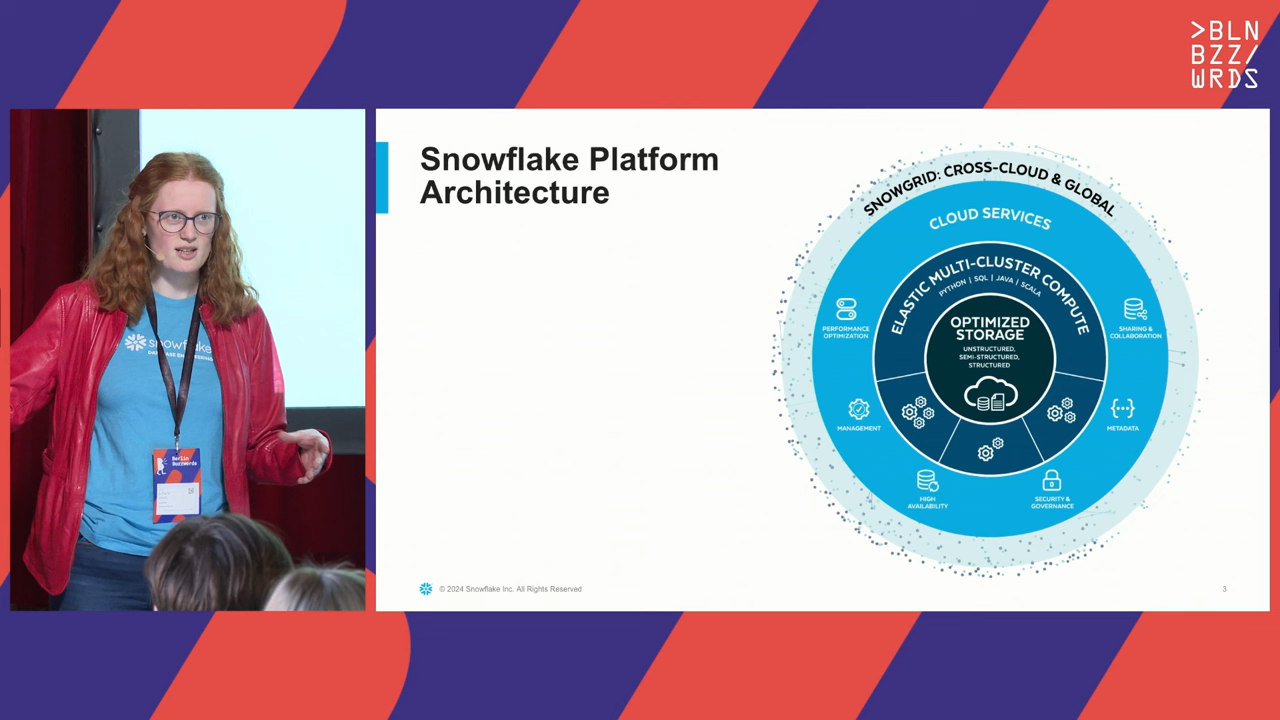 >BLN
BZZ/
WRDS
Snowflake Platform
Architecture
SNOWGRID: CROSS-CLOUD & GLOBAL
CLOUD SERVICES
ELASTIC MULTI-CLUSTER COMPUTE
PYTHON | SQL | JAVA | SCALA
OPTIMIZED
STORAGE
UNSTRUCTURED,
SEMI-STRUCTURED,
STRUCTURED
PERFORMANCE
OPTIMIZATION
SHARING &
COLLABORATION
MANAGEMENT
METADATA
HIGH
AVAILABILITY
SECURITY &
GOVERNANCE
© 2024 Snowflake Inc. All Rights Reserved
3
snowflake
Berlin
Buzzwords